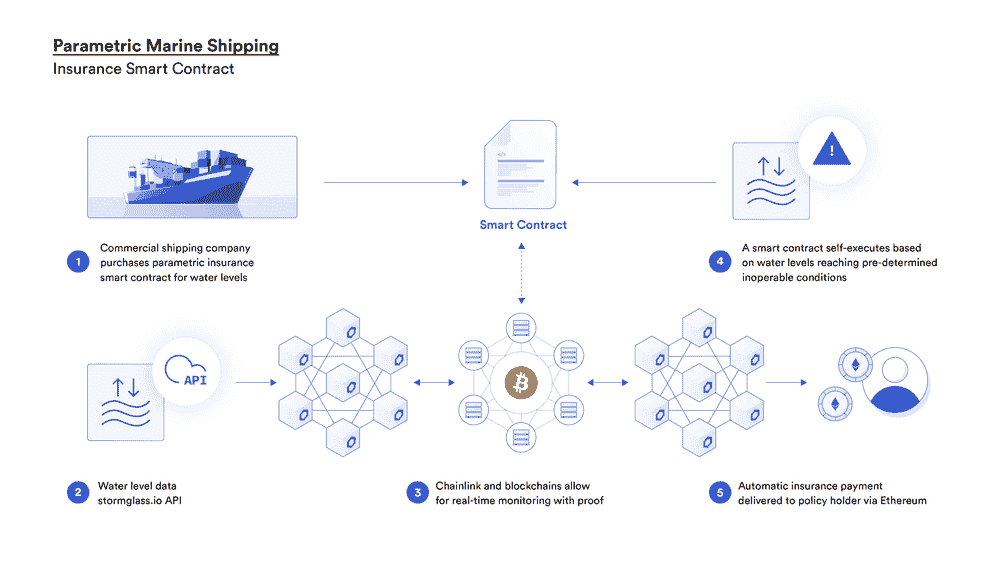 Parametric Marine Shipping
Insurance Smart Contract
</>
Smart Contract
1
Commercial shipping company
purchases parametric insurance
smart contract for water levels
!
4
A smart contract self-executes based
on water levels reaching pre-determined
inoperable conditions
API
2
Water level data
stormglass.io API
3
Chainlink and blockchains allow
for real-time monitoring with proof
5
Automatic insurance payment
delivered to policy holder via Ethereum